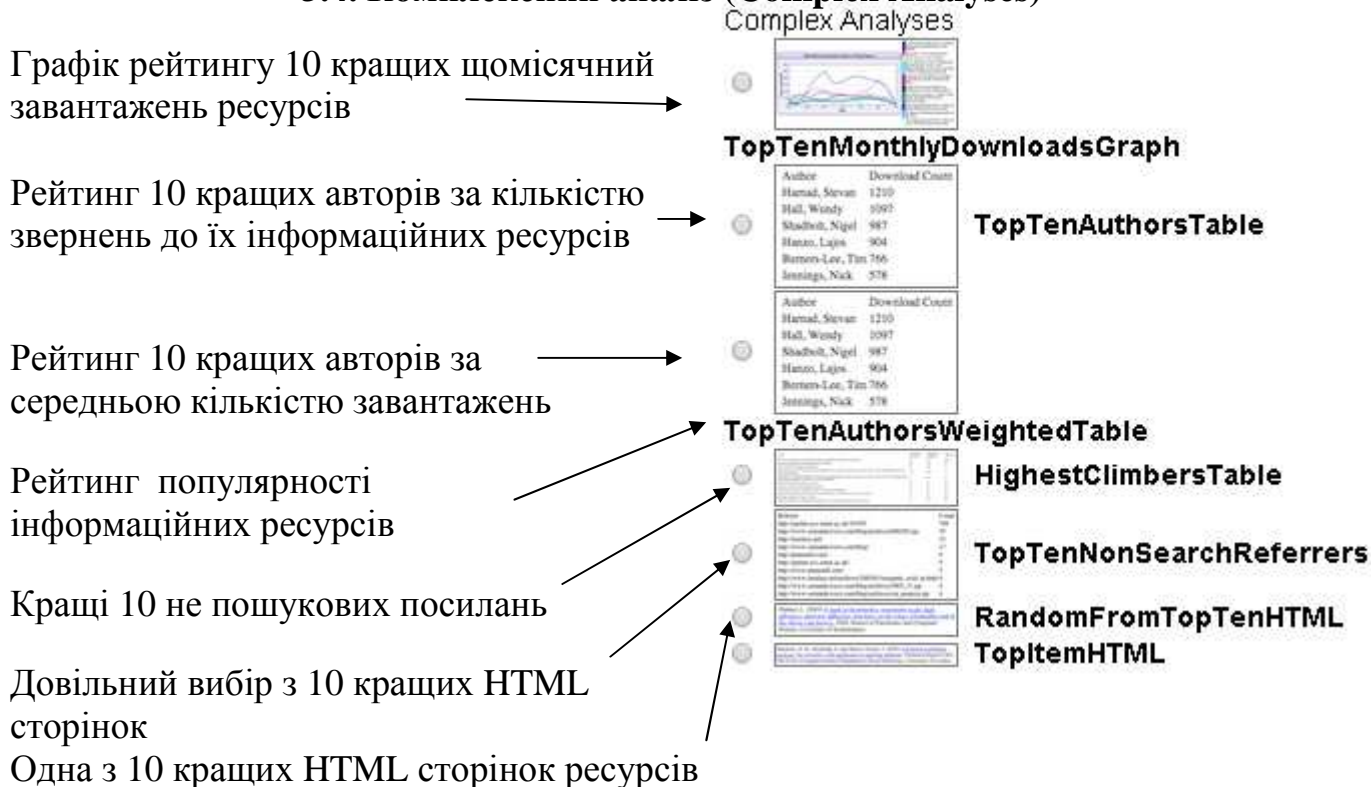 (Complex Analyses)
Complex Analyses
Графік рейтингу 10 кращих щомісячний
завантажень ресурсів
TopTenMonthlyDownloadsGraph
Рейтинг 10 кращих авторів за кількістю
звернень до їх інформаційних ресурсів
Author Download Count
Harnad, Stevan 1210
Hall, Wendy 1097
Shadbolt, Nigel 987
Hanzo, Lajos 904
Berners-Lee, Tim 766
Jennings, Nick 578
TopTenAuthorsTable
Рейтинг 10 кращих авторів за
середньою кількістю завантажень
Author Download Count
Harnad, Stevan 1210
Hall, Wendy 1097
Shadbolt, Nigel 987
Hanzo, Lajos 904
Berners-Lee, Tim 766
Jennings, Nick 578
TopTenAuthorsWeightedTable
Рейтинг популярності
інформаційних ресурсів
HighestClimbersTable
Кращі 10 не пошукових посилань
TopTenNonSearchReferrers
Довільний вибір з 10 кращих HTML
сторінок
RandomFromTopTenHTML
Одна з 10 кращих HTML сторінок ресурсів
TopItemHTML